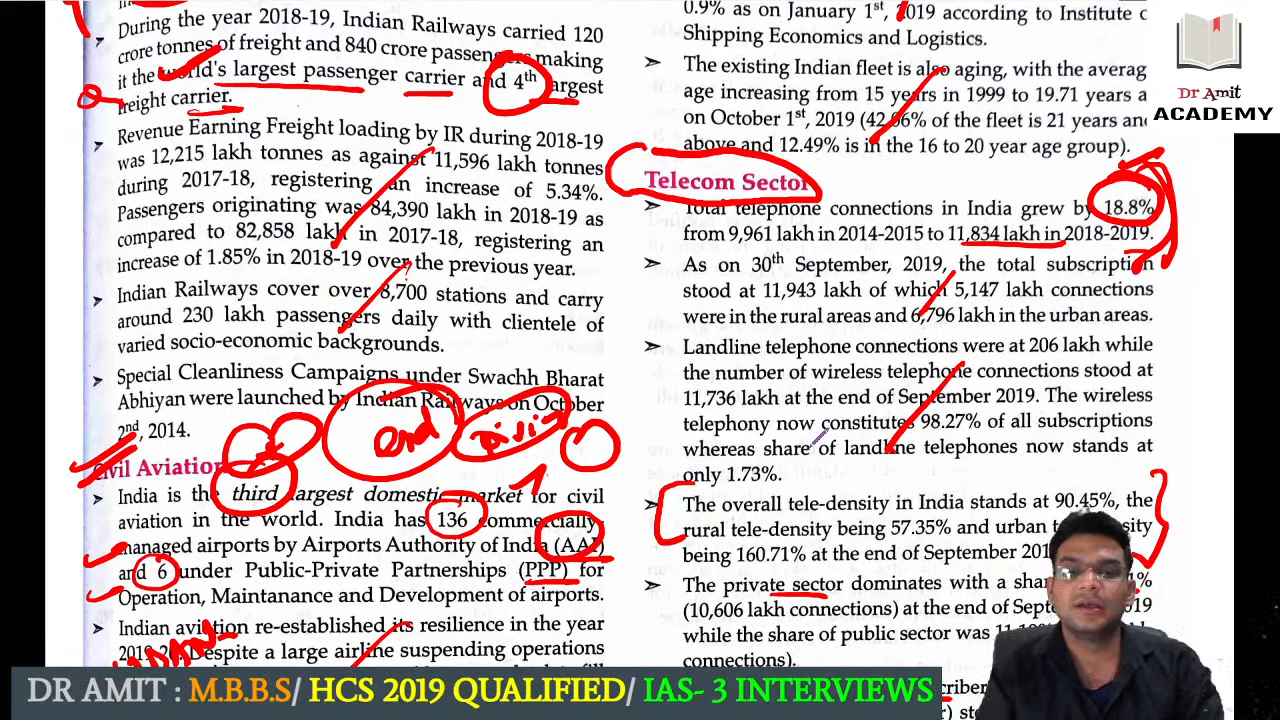 During the year 2018-19, Indian Railways carried 120
crore tonnes of freight and 840 crore passengers making
it the world's largest passenger carrier and 4th largest
freight carrier.
➤ Revenue Earning Freight loading by IR during 2018-19
was 12,215 lakh tonnes as against 11,596 lakh tonnes
during 2017-18, registering an increase of 5.34%.
Passengers originating was 84,390 lakh in 2018-19 as
compared to 82,858 lakh in 2017-18, registering an
increase of 1.85% in 2018-19 over the previous year.
➤ Indian Railways cover over 8,700 stations and carry
around 230 lakh passengers daily with clientele of
varied socio-economic backgrounds.
➤ Special Cleanliness Campaigns under Swachh Bharat
Abhiyan were launched by Indian Railways on October
2nd, 2014.
end
Civil Aviation
➤ India is the third largest domestic market for civil
aviation in the world. India has 136 commercially
managed airports by Airports Authority of India (AAI)
and 6 under Public-Private Partnerships (PPP) for
Operation, Maintanance and Development of airports.
➤ Indian aviation re-established its resilience in the year
2019-20. Despite a large airline suspending operations
0.9% as on January 1st, 2019 according to Institute
Shipping Economics and Logistics.
➤ The existing Indian fleet is also aging, with the averag
age increasing from 15 years in 1999 to 19.71 years a
on October 1st, 2019 (42.06% of the fleet is 21 years and
above and 12.49% is in the 16 to 20 year age group).
Telecom Sector
➤ Total telephone connections in India grew by 18.8%
from 9,961 lakh in 2014-2015 to 11,834 lakh in 2018-2019.
➤ As on 30th September, 2019, the total subscription
stood at 11,943 lakh of which 5,147 lakh connections
were in the rural areas and 6,796 lakh in the urban areas.
➤ Landline telephone connections were at 206 lakh while
the number of wireless telephone connections stood at
11,736 lakh at the end of September 2019. The wireless
telephony now constitutes 98.27% of all subscriptions
whereas share of landline telephones now stands at
only 1.73%.
➤ The overall tele-density in India stands at 90.45%, the
rural tele-density being 57.35% and urban
being 160.71% at the end of September
➤ The private sector dominates with a
(10,606 lakh connections) at the end of
while the share of public sector was
connections).
Dr Amit
ACADEMY
DR AMIT : M.B.B.S/ HCS 2019 QUALIFIED/ IAS- 3 INTERVIEWS